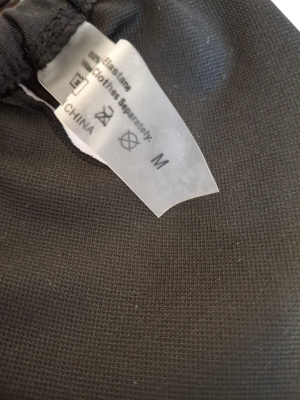 Elastane
Clothes Separately.
CHINA
M